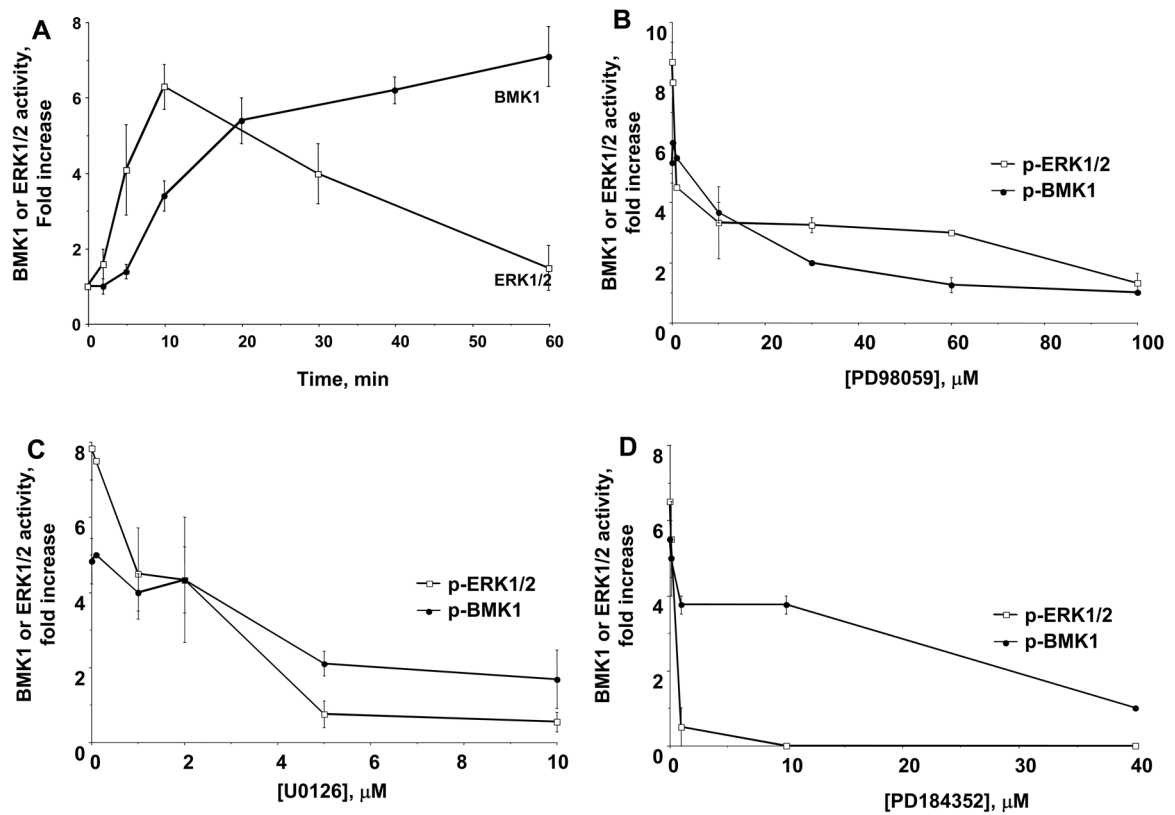 A
BMK1 or ERK1/2 activity,
Fold increase
8
6
4
2
0
BMK1
ERK1/2
0 10 20 30 40 50 60
Time, min
B
BMK1 or ERK1/2 activity,
fold increase
10
8
6
4
2
0
p-ERK1/2
p-BMK1
0 20 40 60 80 100
[PD98059], μM
C
BMK1 or ERK1/2 activity,
fold increase
8
6
4
2
0
p-ERK1/2
p-BMK1
0 2 4 6 8 10
[U0126], μM
D
BMK1 or ERK1/2 activity,
fold increase
8
6
4
2
0
p-ERK1/2
p-BMK1
0 10 20 30 40
[PD184352], μM